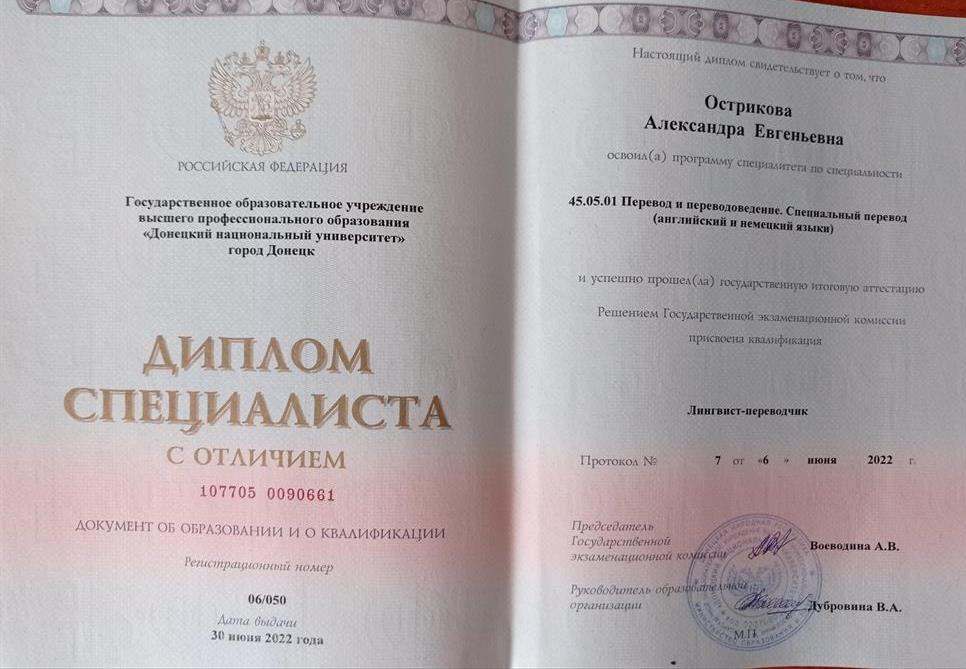 РОССИЙСКАЯ ФЕДЕРАЦИЯ
Государственное образовательное учреждение
высшего профессионального образования
«Донецкий национальный университет»
город Донецк
ДИПЛОМ
СПЕЦИАЛИСТА
С ОТЛИЧИЕМ
107705 0090661
ДОКУМЕНТ ОБ ОБРАЗОВАНИИ И О КВАЛИФИКАЦИИ
Регистрационный номер
06/050
Дата выдачи
30 июня 2022 года
Настоящий диплом свидетельствует о том, что
Острикова
Александра Евгеньевна
освоил(а) программу специалитета по специальности
45.05.01 Перевод и переводоведение. Специальный перевод
(английский и немецкий языки)
и успешно прошел(ла) государственную итоговую аттестацию
Решением Государственной экзаменационной комиссии
присвоена квалификация
Лингвист-переводчик
Протокол № 7 от «6 » июня 2022 г.
Председатель
Государственной
экзаменационной комиссии
Воеводина А.В.
Руководитель образовательной
организации
Дубровина В.А.
М.П.